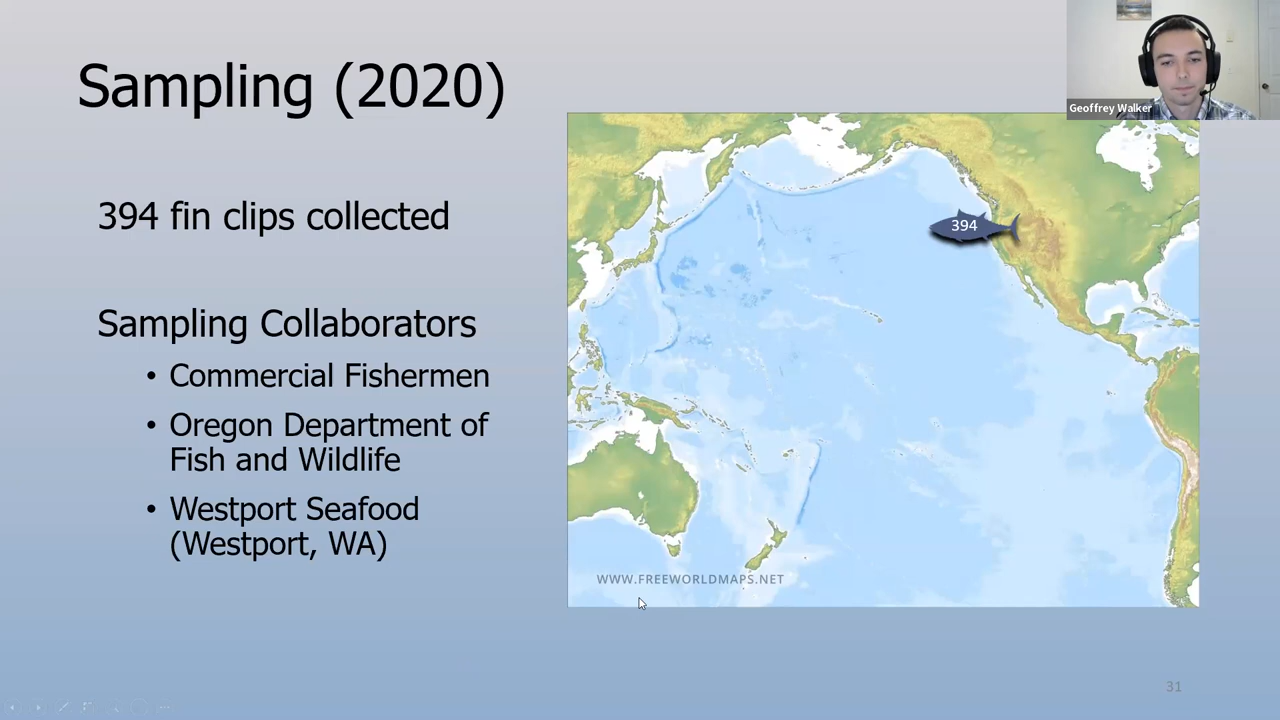 Sampling (2020)
Geoffrey Walker
394 fin clips collected
394
Sampling Collaborators
• Commercial Fishermen
• Oregon Department of
Fish and Wildlife
• Westport Seafood
(Westport, WA)
WWW.FREEWORLDMAPS.NET
31